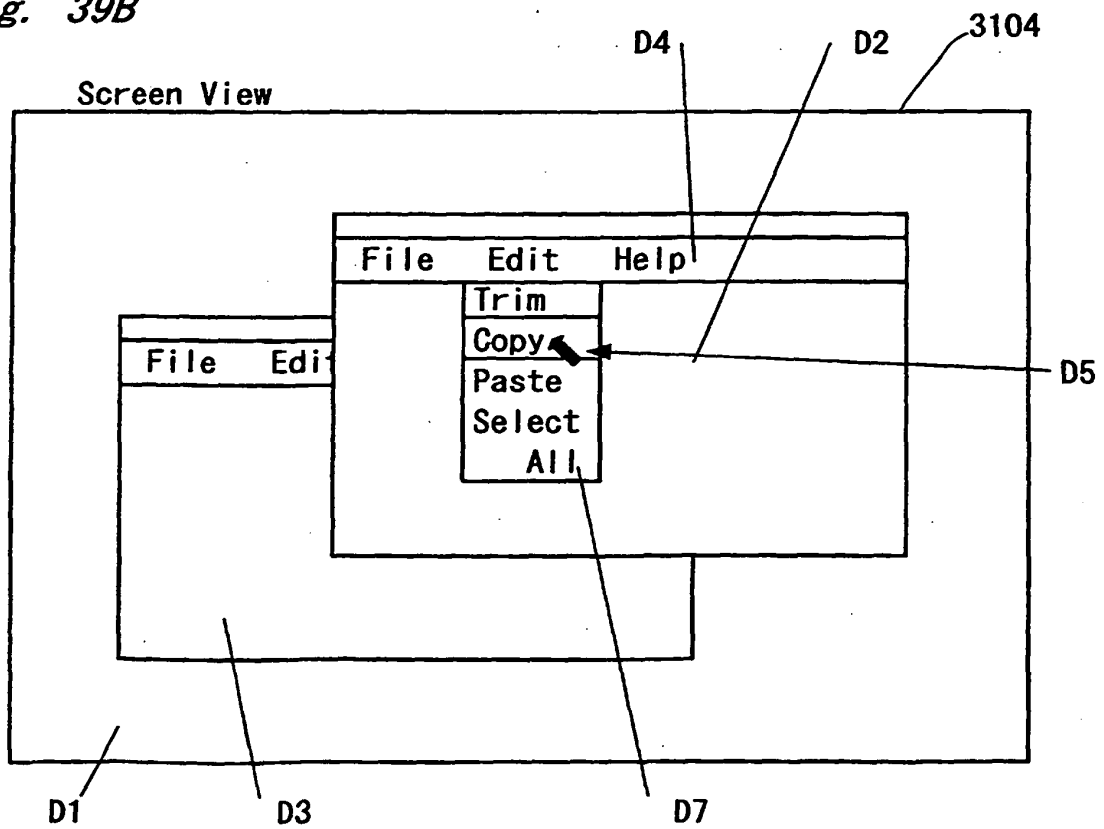 g. 39B
D4
D2
3104
Screen View
File Edit Help
Trim
Copy
D5
File Edi
Paste
Select
All
D1
D3
D7